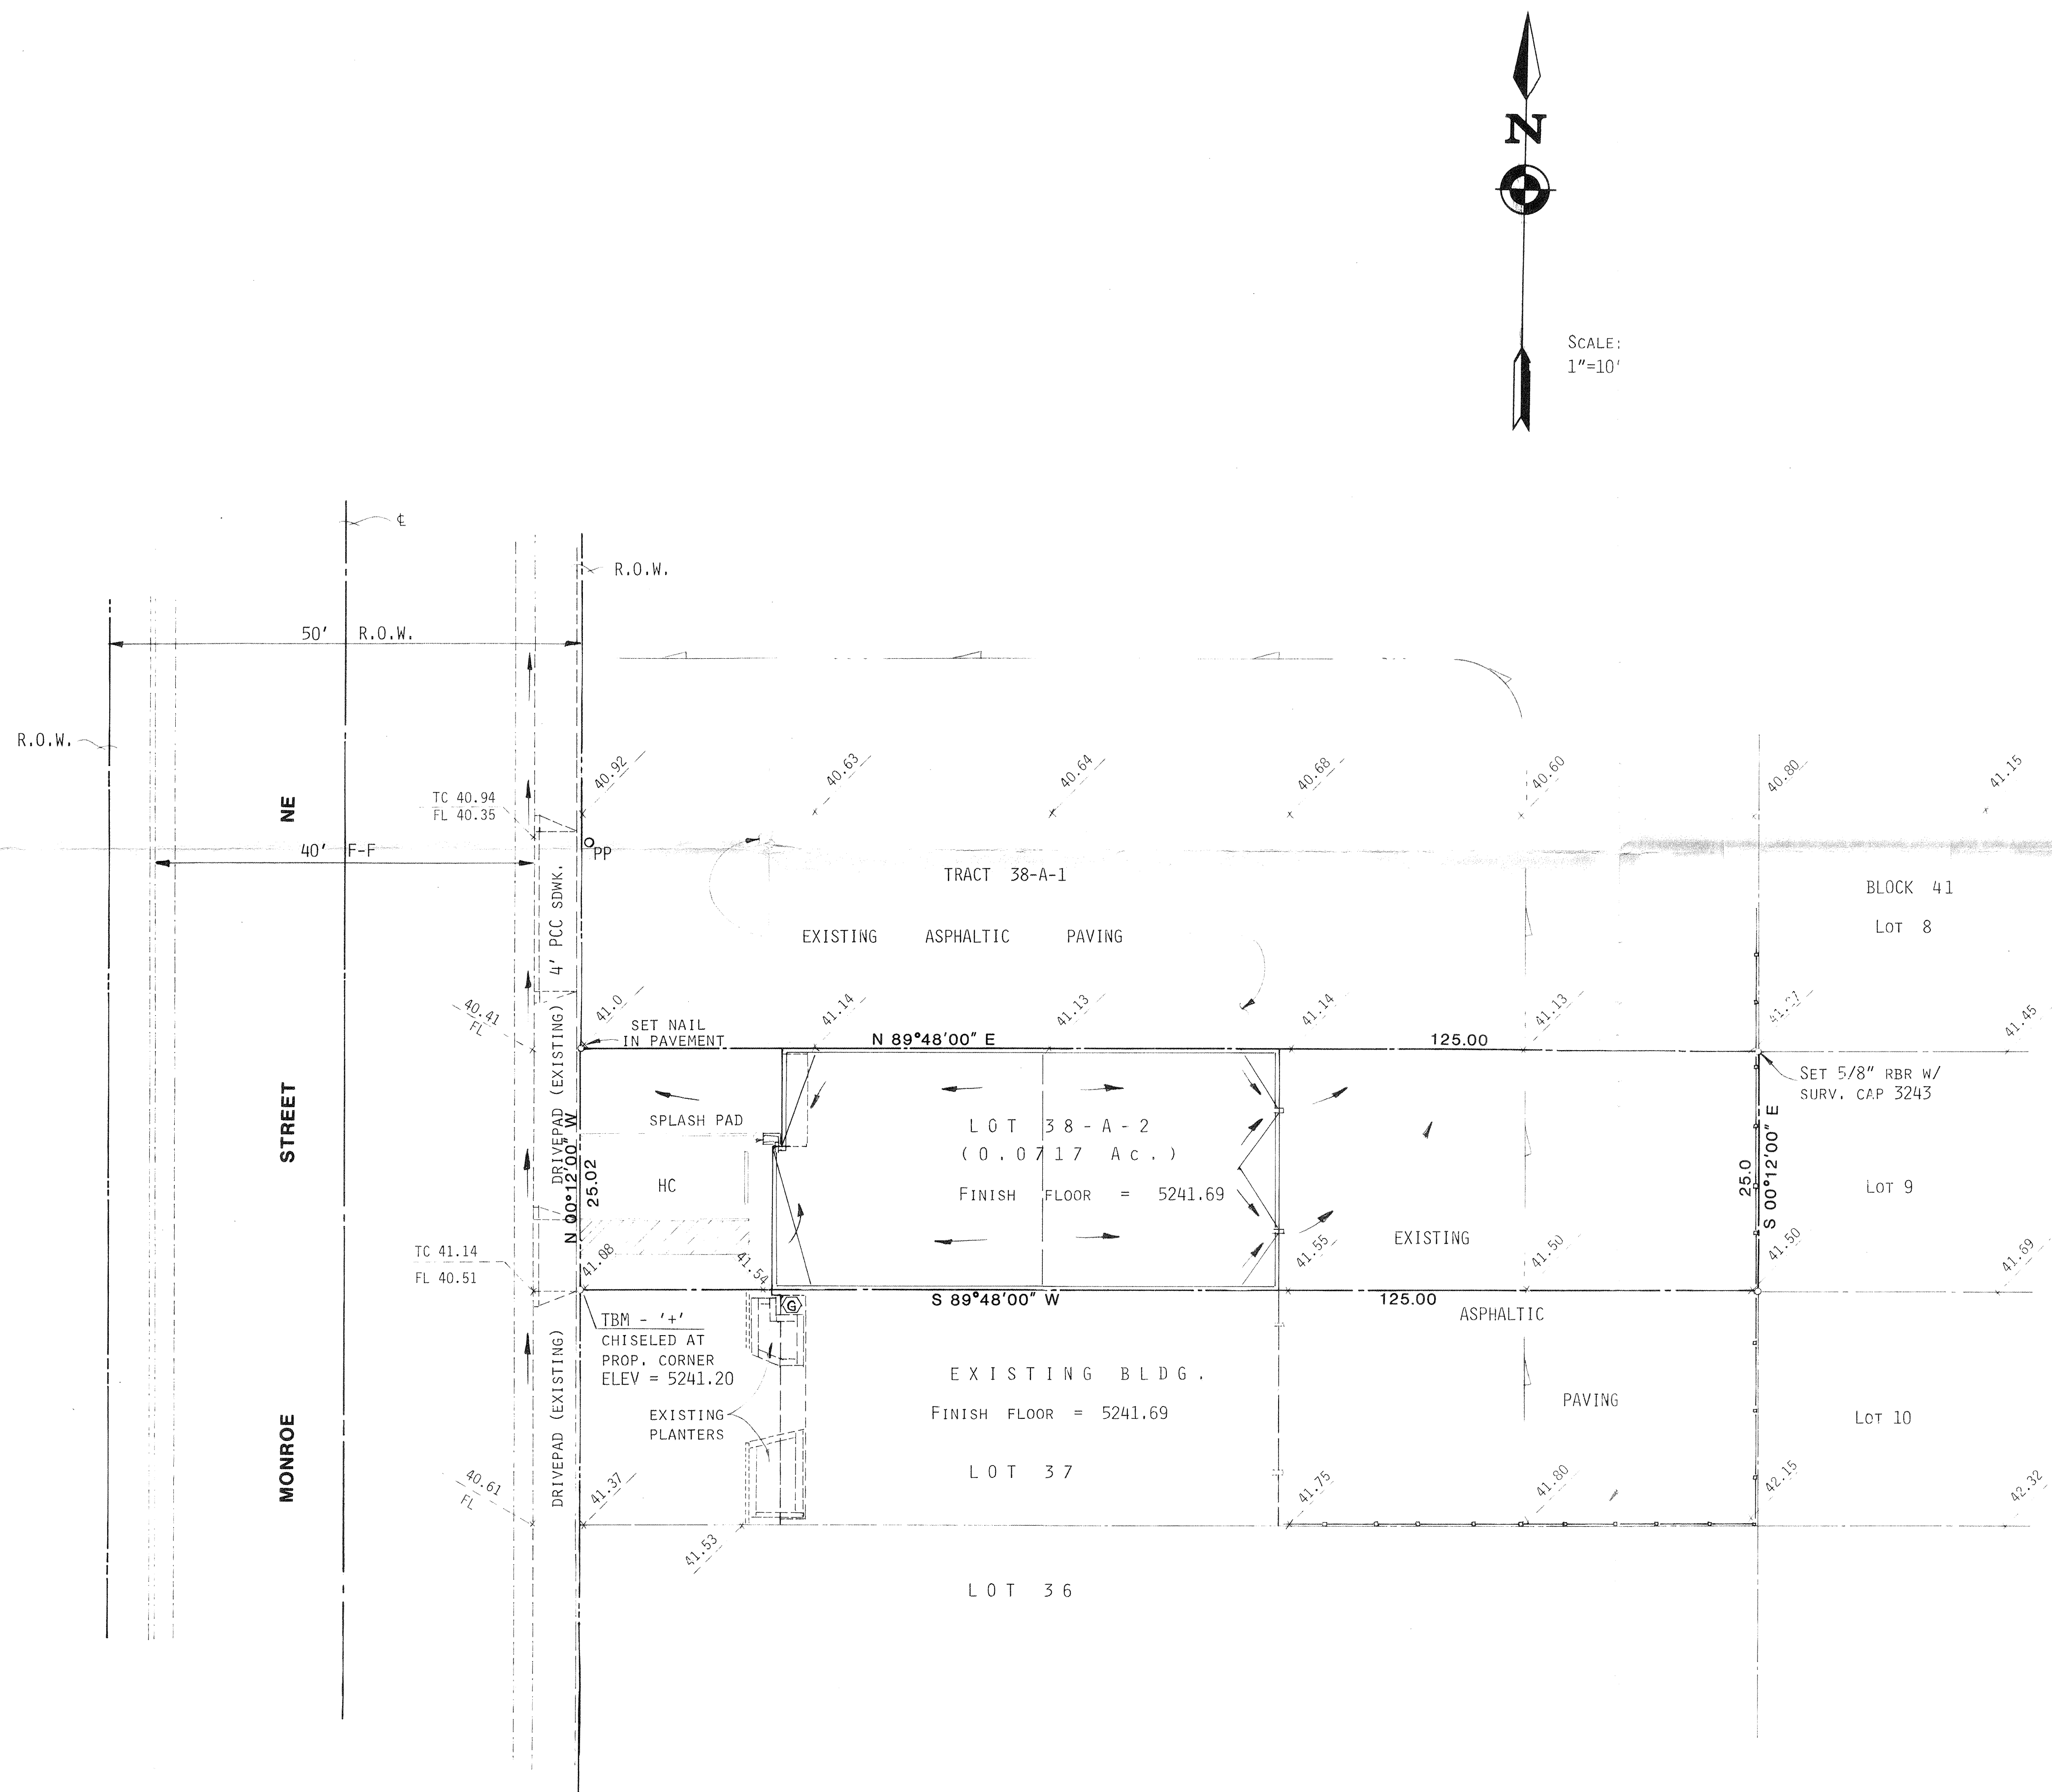 N
SCALE:
1"=10'
℄
R.O.W.
50' R.O.W.
R.O.W.
MONROE STREET NE
40' F-F
TC 40.94
FL 40.35
40.92
40.63
40.64
40.68
40.60
40.80
41.15
PP
4' PCC SDWK.
TRACT 38-A-1
EXISTING ASPHALTIC PAVING
BLOCK 41
LOT 8
40.41
FL
41.0
41.14
41.13
41.14
41.13
41.27
41.45
SET NAIL
IN PAVEMENT
N 89°48'00" E
125.00
DRIVEPAD (EXISTING)
SET 5/8" RBR W/
SURV. CAP 3243
SPLASH PAD
LOT 38-A-2
(0.0717 Ac.)
FINISH FLOOR = 5241.69
HC
N 00°12'00" W
25.02
25.0
S 00°12'00" E
LOT 9
TC 41.14
FL 40.51
41.08
41.54
41.55
EXISTING
41.50
41.50
41.69
S 89°48'00" W
125.00
G
ASPHALTIC
TBM - '+'
CHISELED AT
PROP. CORNER
ELEV = 5241.20
EXISTING BLDG.
FINISH FLOOR = 5241.69
PAVING
EXISTING
PLANTERS
LOT 10
DRIVEPAD (EXISTING)
LOT 37
40.61
FL
41.37
41.53
41.75
41.80
42.15
42.32
LOT 36